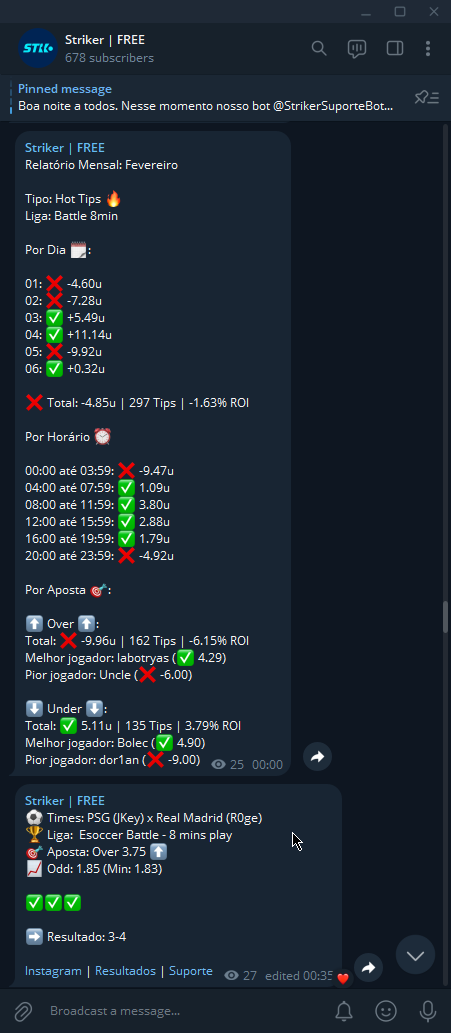 STLL
Striker | FREE
678 subscribers
Pinned message
Boa noite a todos. Nesse momento nosso bot @StrikerSuporteBot...
Striker | FREE
Relatório Mensal: Fevereiro
Tipo: Hot Tips 🔥
Liga: Battle 8min
Por Dia 🗓️:
01: ❌ -4.60u
02: ❌ -7.28u
03: ✅ +5.49u
04: ✅ +11.14u
05: ❌ -9.92u
06: ✅ +0.32u
❌ Total: -4.85u | 297 Tips | -1.63% ROI
Por Horário ⏰
00:00 até 03:59: ❌ -9.47u
04:00 até 07:59: ✅ 1.09u
08:00 até 11:59: ✅ 3.80u
12:00 até 15:59: ✅ 2.88u
16:00 até 19:59: ✅ 1.79u
20:00 até 23:59: ❌ -4.92u
Por Aposta 🎯:
⬆️ Over ⬆️:
Total: ❌ -9.96u | 162 Tips | -6.15% ROI
Melhor jogador: labotryas (✅ 4.29)
Pior jogador: Uncle (❌ -6.00)
⬇️ Under ⬇️:
Total: ✅ 5.11u | 135 Tips | 3.79% ROI
Melhor jogador: Bolec (✅ 4.90)
Pior jogador: dor1an (❌ -9.00)
25 00:00
Striker | FREE
⚽ Times: PSG (JKey) x Real Madrid (R0ge)
🏆 Liga: Esoccer Battle - 8 mins play
🎯 Aposta: Over 3.75 ⬆️
📈 Odd: 1.85 (Min: 1.83)
✅✅✅
➡️ Resultado: 3-4
Instagram | Resultados | Suporte
27 edited 00:35 ❤️
Broadcast a message...